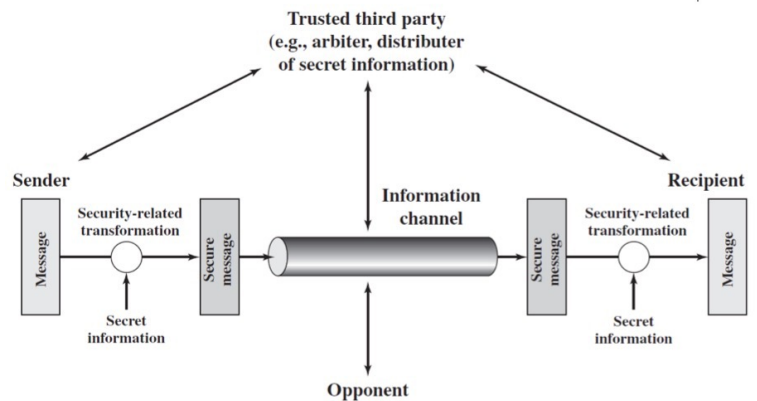 Trusted third party
(e.g., arbiter, distributer
of secret information)
Sender
Recipient
Information
channel
Security-related
transformation
Security-related
transformation
Message
Secure
message
Secure
message
Message
Secret
information
Secret
information
Opponent